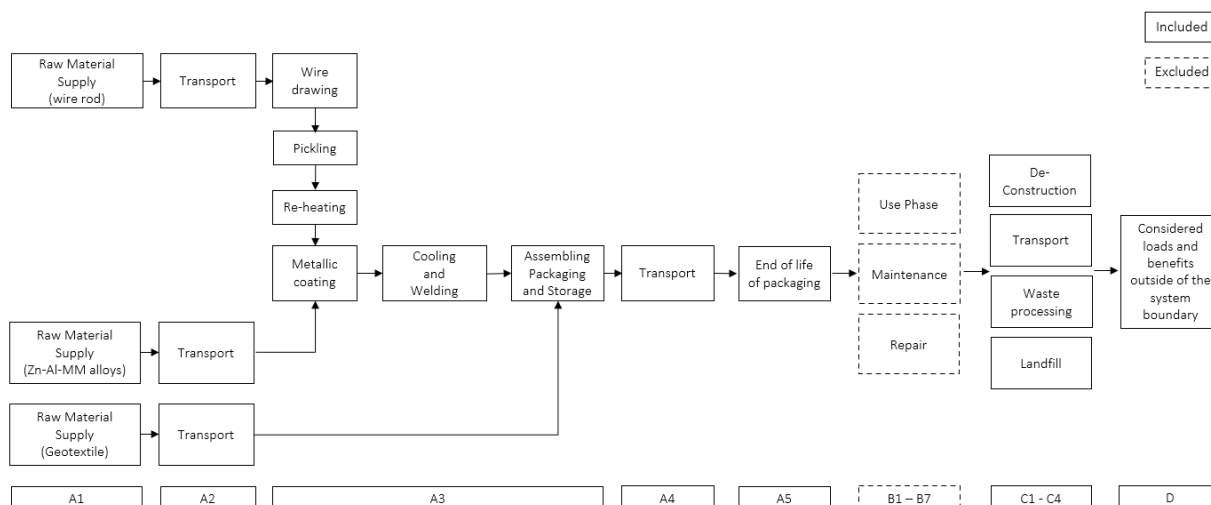 Included
Excluded
Raw Material
Supply
(wire rod)
Transport
Wire
drawing
Pickling
Re-heating
Metallic
coating
Cooling
and
Welding
Assembling
Packaging
and Storage
Transport
End of life
of packaging
Use Phase
Maintenance
Repair
De-
Construction
Transport
Waste
processing
Landfill
Considered
loads and
benefits
outside of the
system
boundary
Raw Material
Supply
(Zn-Al-MM alloys)
Transport
Raw Material
Supply
(Geotextile)
Transport
A1
A2
A3
A4
A5
B1 – B7
C1 - C4
D